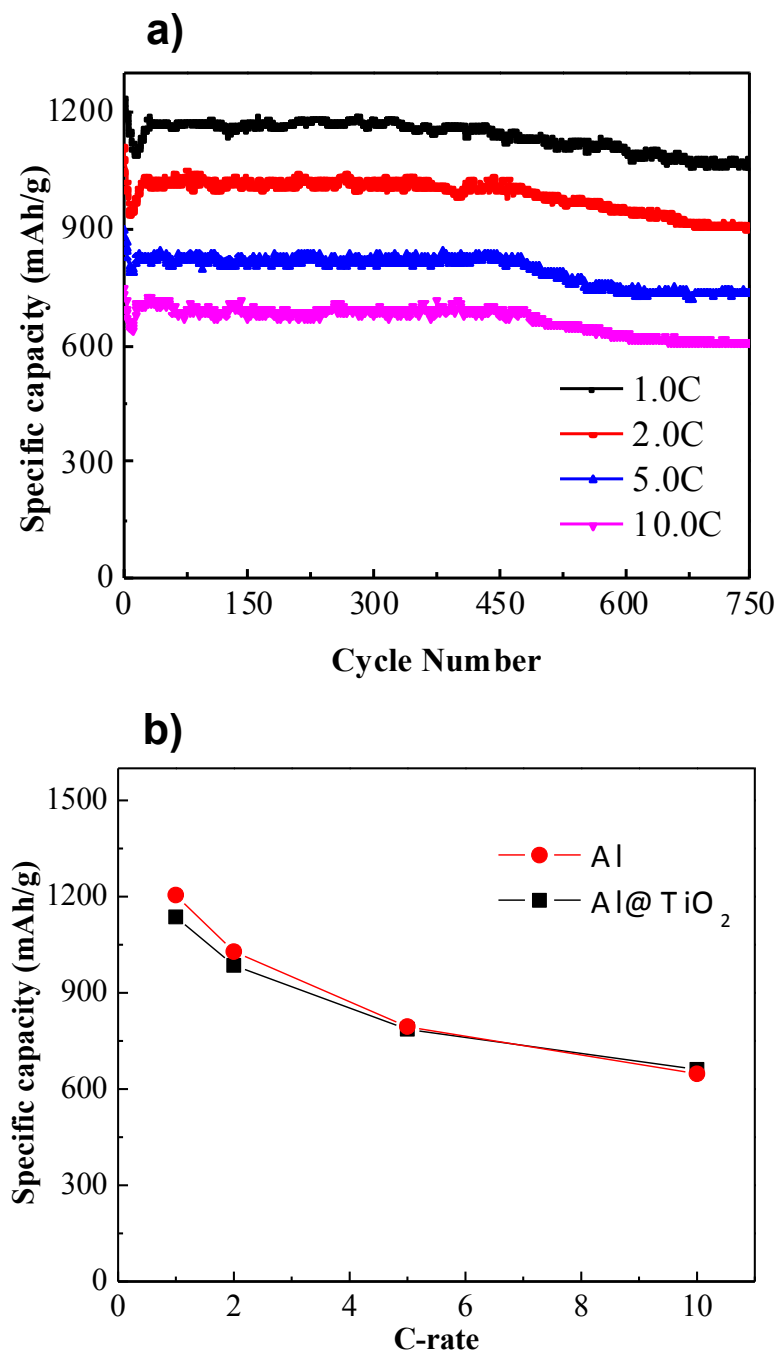 a)
1200
900
600
300
0
Specific capacity (mAh/g)
1.0C
2.0C
5.0C
10.0C
0 150 300 450 600 750
Cycle Number
b)
1500
1200
900
600
300
0
Specific capacity (mAh/g)
Al
Al@TiO₂
0 2 4 6 8 10
C-rate